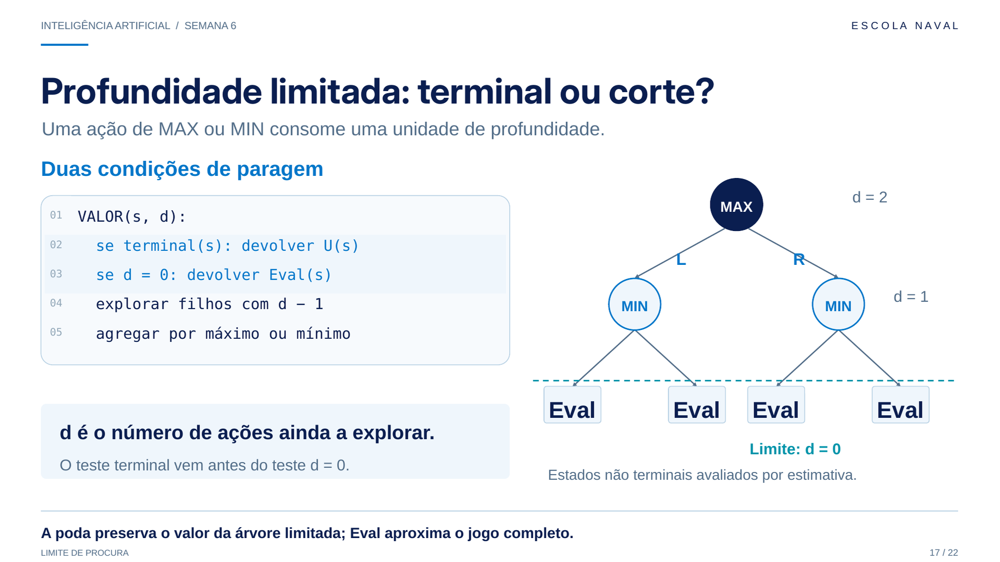 INTELIGÊNCIA ARTIFICIAL / SEMANA 6
ESCOLA NAVAL
Profundidade limitada: terminal ou corte?
Uma ação de MAX ou MIN consome uma unidade de profundidade.
Duas condições de paragem
01 VALOR(s, d):
02 se terminal(s): devolver U(s)
03 se d = 0: devolver Eval(s)
04 explorar filhos com d − 1
05 agregar por máximo ou mínimo
d é o número de ações ainda a explorar.
O teste terminal vem antes do teste d = 0.
MAX
d = 2
L
R
MIN
MIN
d = 1
Eval
Eval
Eval
Eval
Limite: d = 0
Estados não terminais avaliados por estimativa.
A poda preserva o valor da árvore limitada; Eval aproxima o jogo completo.
LIMITE DE PROCURA
17 / 22